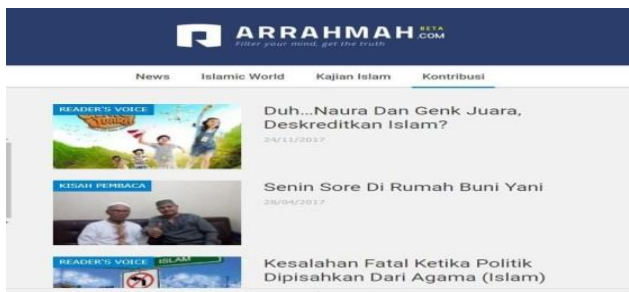 ARRAHMAH BETA .COM
Filter your mind, get the truth
News Islamic World Kajian Islam Kontribusi
READER'S VOICE
Duh...Naura Dan Genk Juara,
Deskreditkan Islam?
24/11/2017
KISAH PEMBACA
Senin Sore Di Rumah Buni Yani
28/04/2017
READER'S VOICE
ISLAM
Kesalahan Fatal Ketika Politik
Dipisahkan Dari Agama (Islam)